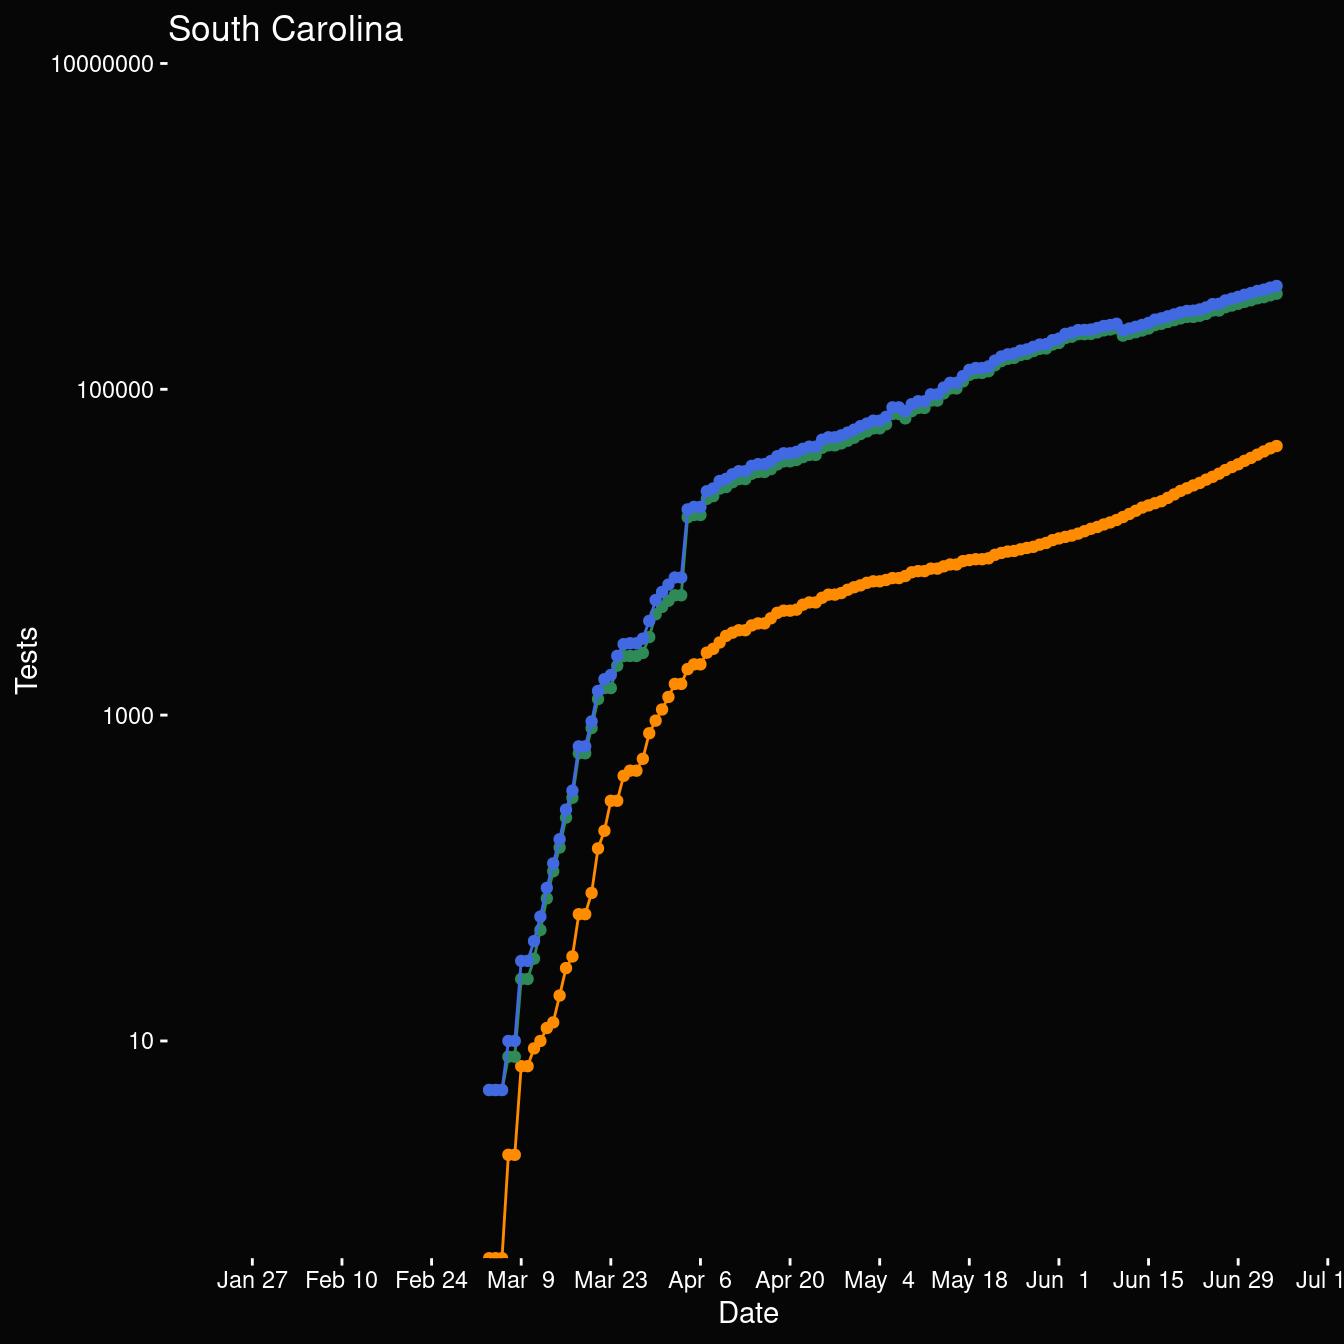 South Carolina
10000000
100000
1000
10
Tests
Jan 27 Feb 10 Feb 24 Mar 9 Mar 23 Apr 6 Apr 20 May 4 May 18 Jun 1 Jun 15 Jun 29 Jul 1
Date